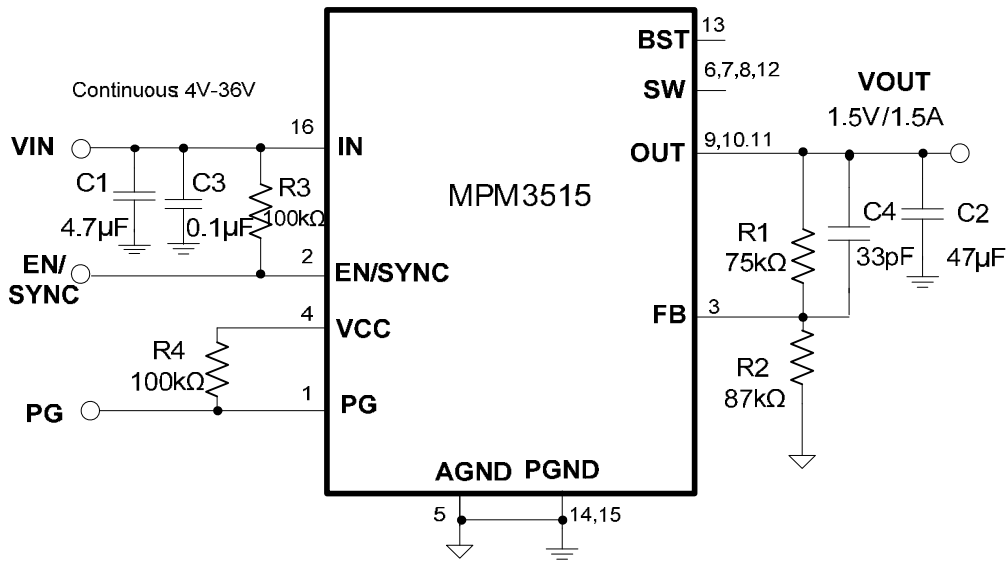 13
BST
6,7,8,12
SW
VOUT
1.5V/1.5A
Continuous: 4V-36V
16
VIN
IN
OUT
9,10.11
MPM3515
C1
4.7µF
C3
0.1µF
R3
100kΩ
C4
33pF
C2
47µF
R1
75kΩ
EN/
SYNC
2
EN/SYNC
4
VCC
FB
3
R4
100kΩ
R2
87kΩ
PG
1
PG
AGND
PGND
5
14,15